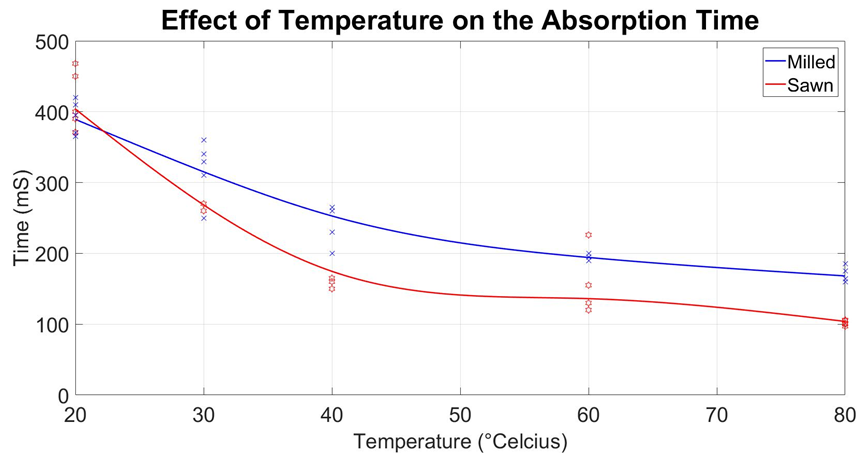 Effect of Temperature on the Absorption Time
500
400
300
200
100
0
Time (mS)
20
30
40
50
60
70
80
Temperature (°Celcius)
Milled
Sawn